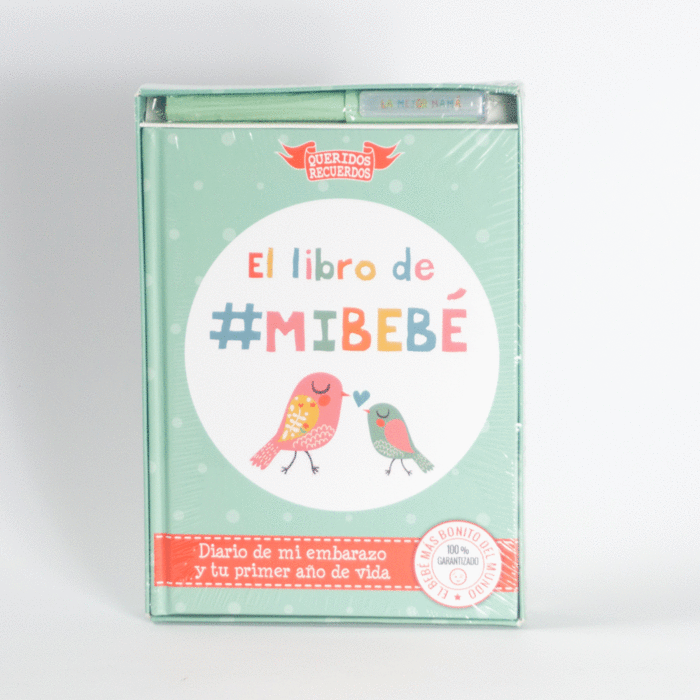 LA MEJOR MAMÁ
QUERIDOS
RECUERDOS
El libro de
#MIBEBÉ
Diario de mi embarazo
y tu primer año de vida
EL BEBÉ MÁS BONITO DEL MUNDO
100 %
GARANTIZADO